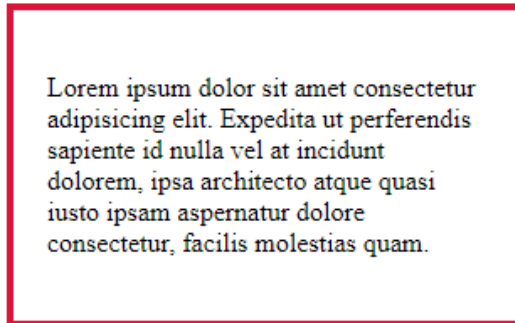 Lorem ipsum dolor sit amet consectetur
adipisicing elit. Expedita ut perferendis
sapiente id nulla vel at incidunt
dolorem, ipsa architecto atque quasi
iusto ipsam aspernatur dolore
consectetur, facilis molestias quam.